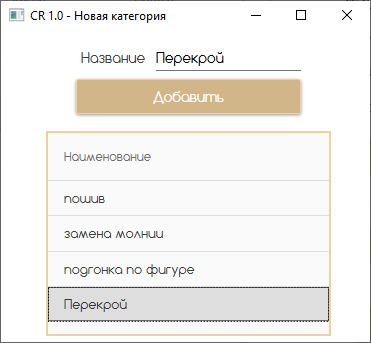 CR 1.0 - Новая категория
Название Перекрой
Добавить
Наименование
пошив
замена молнии
подгонка по фигуре
Перекрой